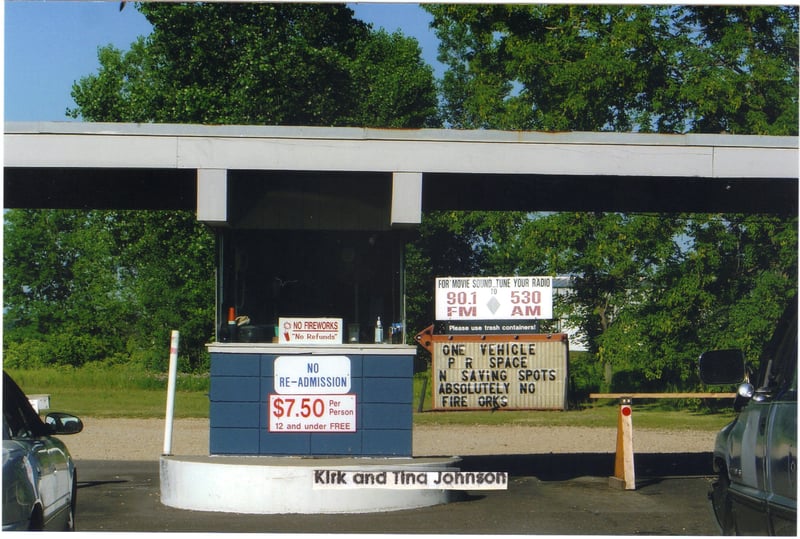 FOR MOVIE SOUND TUNE YOUR RADIO
TO
90.1 530
FM AM
Please use trash containers!
NO FIREWORKS
"No Refunds"
ONE VEHICLE
P R SPACE
N SAVING SPOTS
ABSOLUTELY NO
FIRE ORKS
NO
RE-ADMISSION
$7.50 Per
Person
12 and under FREE
Kirk and Tina Johnson